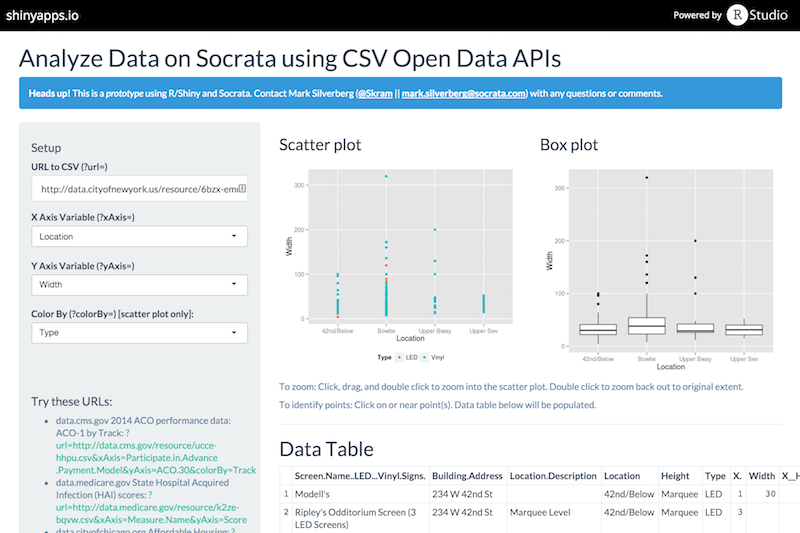 shinyapps.io
Powered by R Studio
Analyze Data on Socrata using CSV Open Data APIs
Heads up! This is a prototype using R/Shiny and Socrata. Contact Mark Silverberg (@Skram || mark.silverberg@socrata.com) with any questions or comments.
Setup
URL to CSV (?url=)
http://data.cityofnewyork.us/resource/6bzx-emu
X Axis Variable (?xAxis=)
Location
Y Axis Variable (?yAxis=)
Width
Color By (?colorBy=) [scatter plot only]:
Type
Try these URLs:
data.cms.gov 2014 ACO performance data:
ACO-1 by Track: ?
url=http://data.cms.gov/resource/ucce-
hhpu.csv&xAxis=Participate.in.Advance
.Payment.Model&yAxis=ACO.30&colorBy=Track
data.medicare.gov State Hospital Acquired
Infection (HAI) scores: ?
url=http://data.medicare.gov/resource/k2ze-
bqvw.csv&xAxis=Measure.Name&yAxis=Score
data.cityofchicago.org Affordable Housing: ?
Scatter plot
300
200
100
0
Width
42nd/Below Bowtie Upper Bway Upper Sev
Location
Type LED Vinyl
Box plot
300
200
100
0
Width
42nd/Below Bowtie Upper Bway Upper Sev
Location
To zoom: Click, drag, and double click to zoom into the scatter plot. Double click to zoom back out to original extent.
To identify points: Click on or near point(s). Data table below will be populated.
Data Table
Screen.Name..LED...Vinyl.Signs. Building.Address Location.Description Location Height Type X. Width X__H
1 Modell's 234 W 42nd St 42nd/Below Marquee LED 1 30
2 Ripley's Odditorium Screen (3 234 W 42nd St Marquee Level 42nd/Below Marquee LED 3
LED Screens)